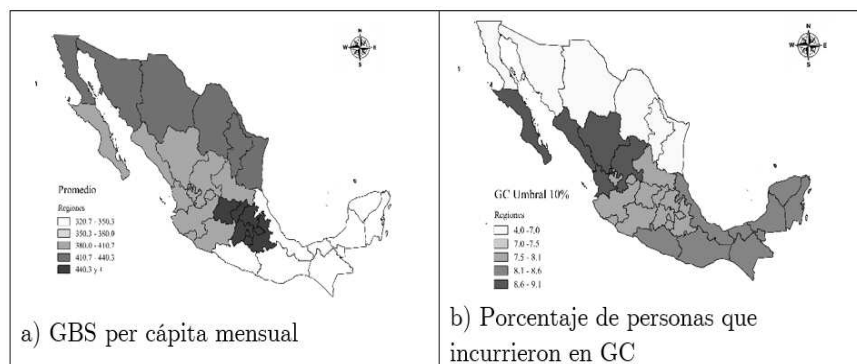 N
W E
S
Promedio
Regiones
320.7 - 350.3
350.3 - 380.0
380.0 - 410.7
410.7 - 440.3
440.3 y +
a) GBS per cápita mensual
N
W E
S
GC Umbral 10%
Regiones
4.0 - 7.0
7.0 - 7.5
7.5 - 8.1
8.1 - 8.6
8.6 - 9.1
b) Porcentaje de personas que
incurrieron en GC